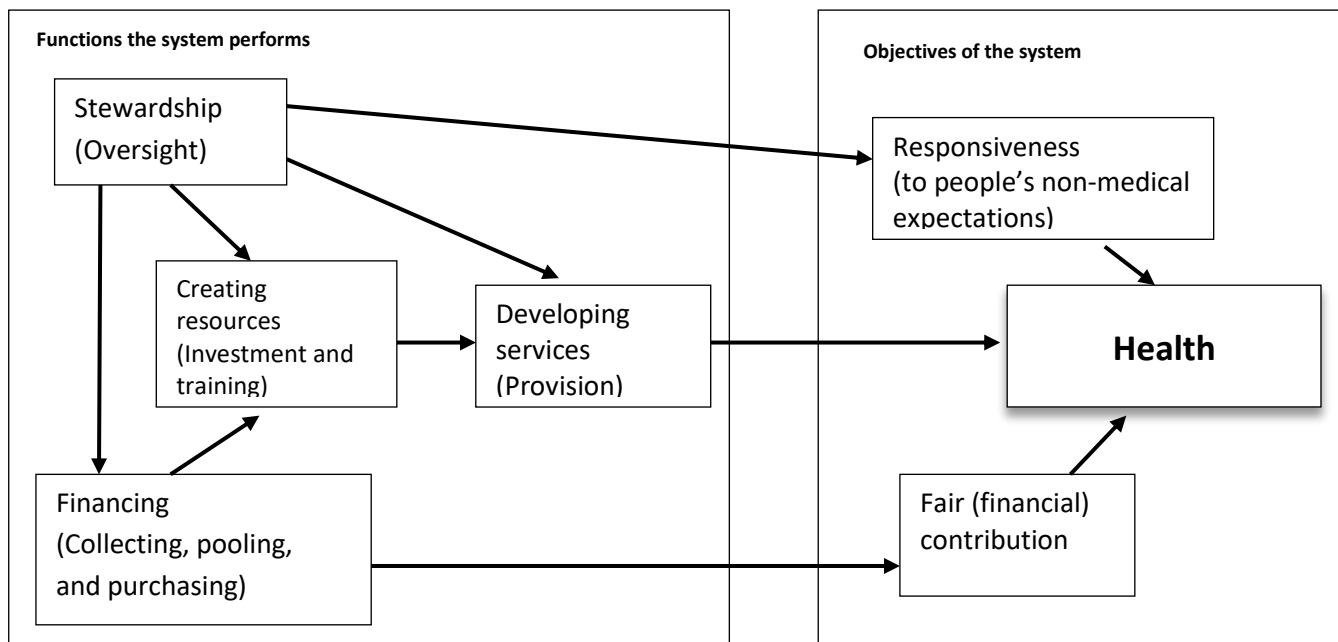 Functions the system performs
Stewardship
(Oversight)
Creating
resources
(Investment and
training)
Developing
services
(Provision)
Financing
(Collecting, pooling,
and purchasing)
Objectives of the system
Responsiveness
(to people’s non-medical
expectations)
Health
Fair (financial)
contribution